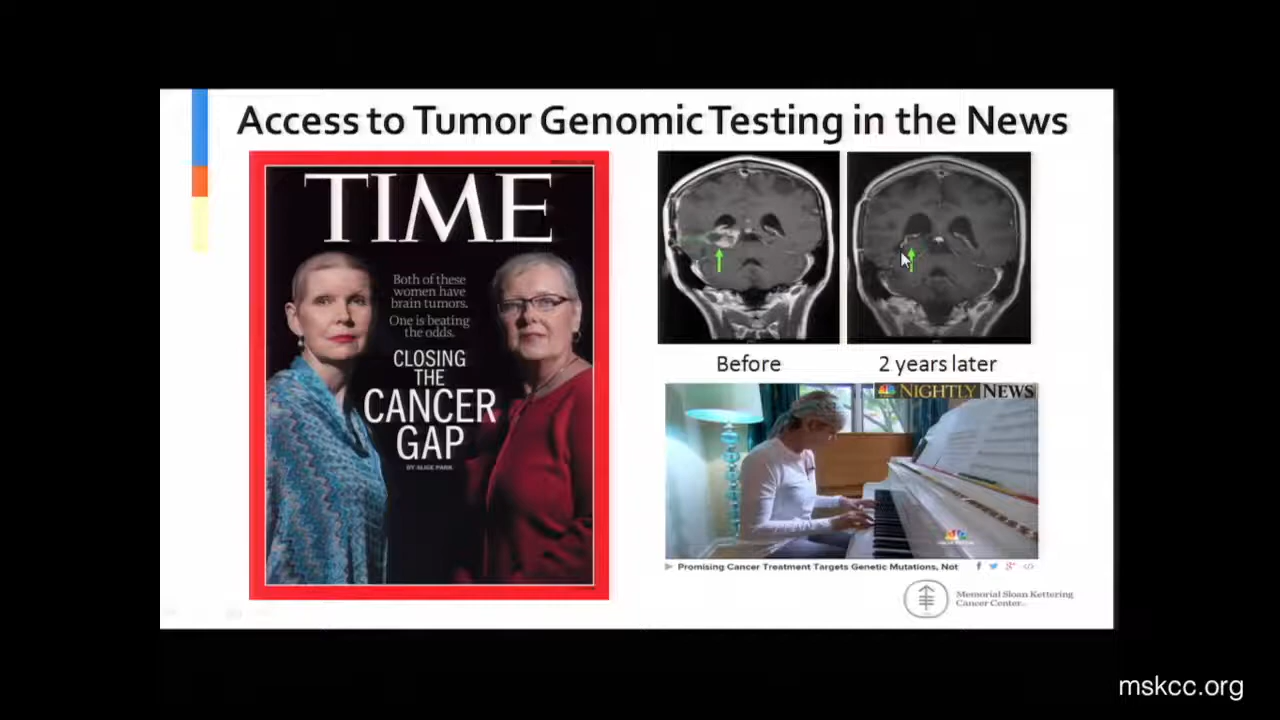 Access to Tumor Genomic Testing in the News
TIME
Both of these
women have
brain tumors.
One is beating
the odds.
CLOSING
THE
CANCER
GAP
BY ALICE PARK
Before
2 years later
NIGHTLY NEWS
Promising Cancer Treatment Targets Genetic Mutations, Not
Memorial Sloan Kettering
Cancer Center
mskcc.org